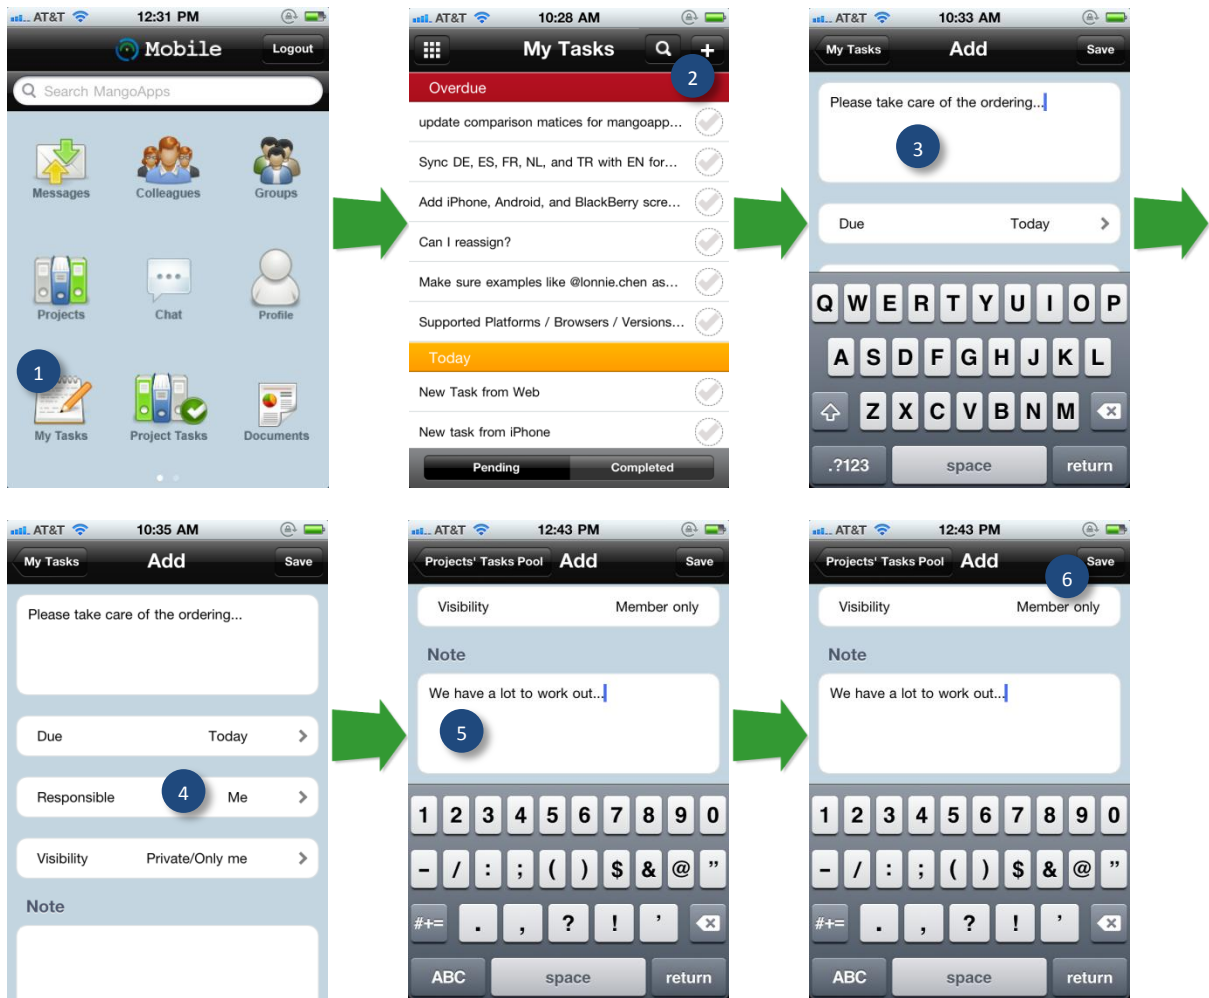 AT&T 12:31 PM
Mobile Logout
Search MangoApps
Messages Colleagues Groups
Projects Chat Profile
1
My Tasks Project Tasks Documents
AT&T 10:28 AM
My Tasks +
2
Overdue
update comparison matices for mangoapp...
Sync DE, ES, FR, NL, and TR with EN for...
Add iPhone, Android, and BlackBerry scre...
Can I reassign?
Make sure examples like @lonnie.chen as...
Supported Platforms / Browsers / Versions...
Today
New Task from Web
New task from iPhone
Pending Completed
AT&T 10:33 AM
My Tasks Add Save
Please take care of the ordering...
3
Due Today
Q W E R T Y U I O P
A S D F G H J K L
Z X C V B N M
.?123 space return
AT&T 10:35 AM
My Tasks Add Save
Please take care of the ordering...
Due Today
Responsible 4 Me
Visibility Private/Only me
Note
AT&T 12:43 PM
Projects' Tasks Pool Add Save
Visibility Member only
Note
We have a lot to work out...
5
1 2 3 4 5 6 7 8 9 0
- / : ; ( ) $ & @ "
#+= . , ? ! '
ABC space return
AT&T 12:43 PM
Projects' Tasks Pool Add Save
6
Visibility Member only
Note
We have a lot to work out...
1 2 3 4 5 6 7 8 9 0
- / : ; ( ) $ & @ "
#+= . , ? ! '
ABC space return